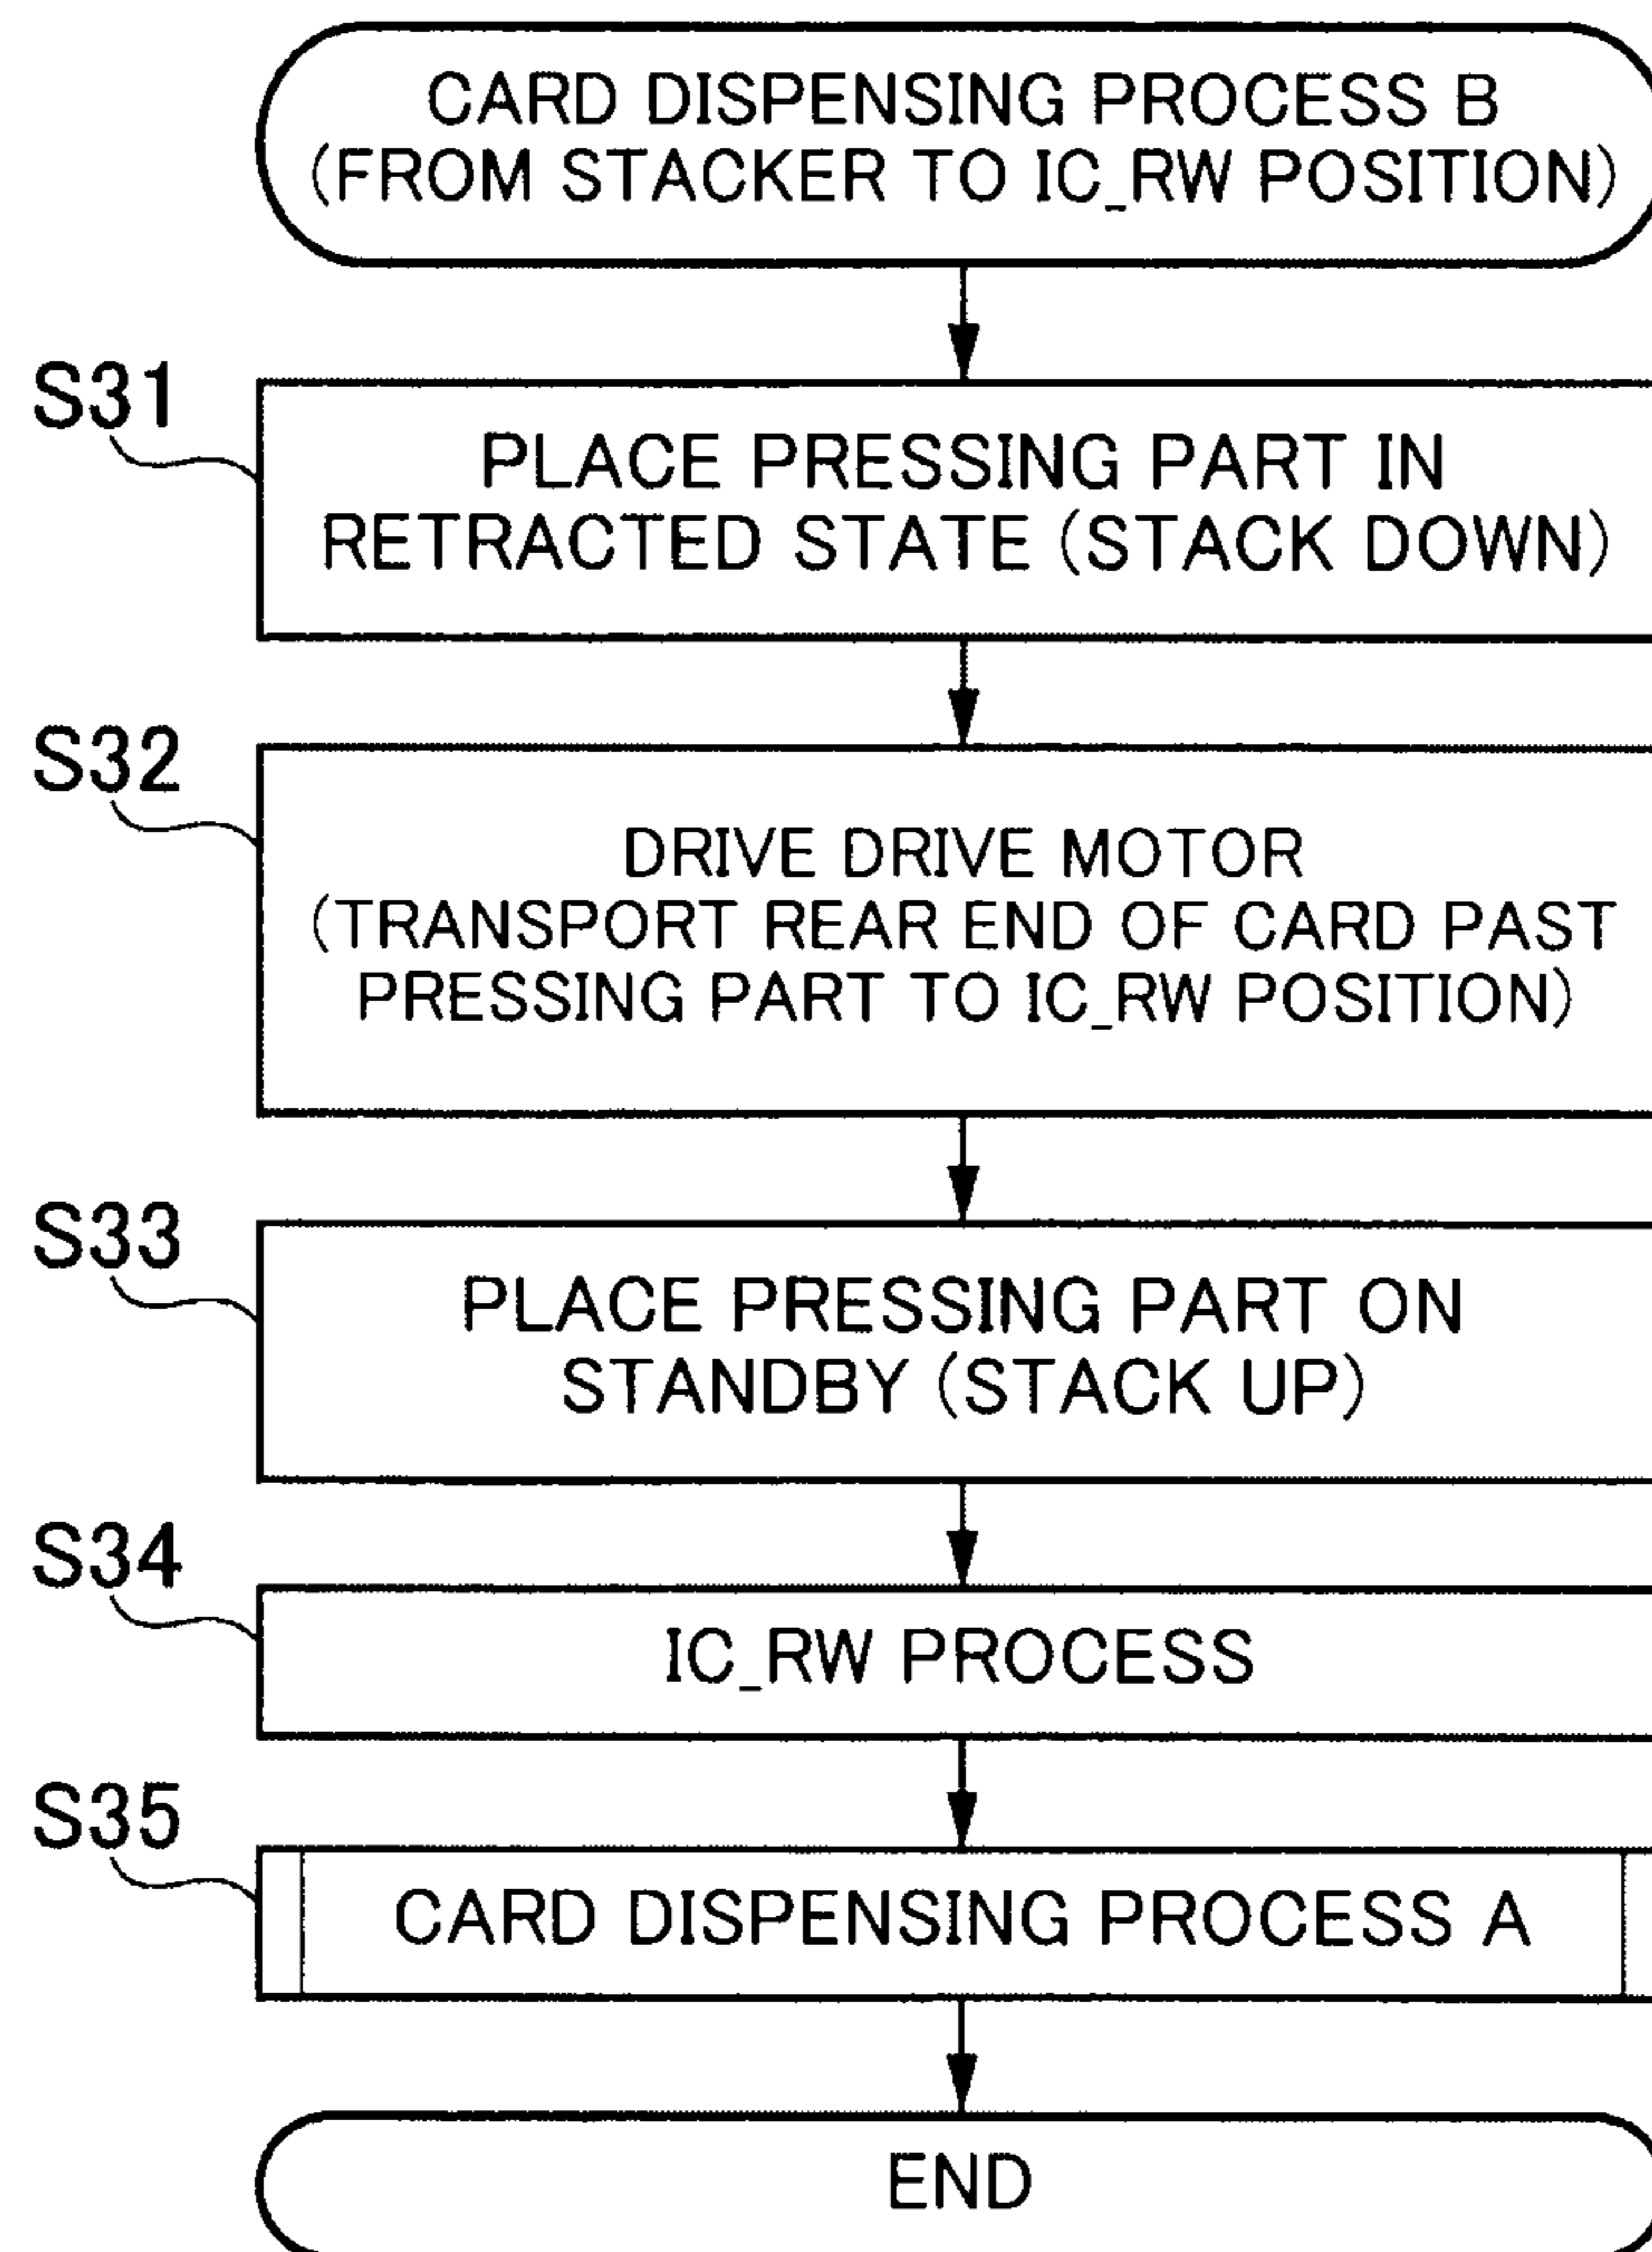 CARD DISPENSING PROCESS B
(FROM STACKER TO IC_RW POSITION)
S31
PLACE PRESSING PART IN
RETRACTED STATE (STACK DOWN)
S32
DRIVE DRIVE MOTOR
(TRANSPORT REAR END OF CARD PAST
PRESSING PART TO IC_RW POSITION)
S33
PLACE PRESSING PART ON
STANDBY (STACK UP)
S34
IC_RW PROCESS
S35
CARD DISPENSING PROCESS A
END